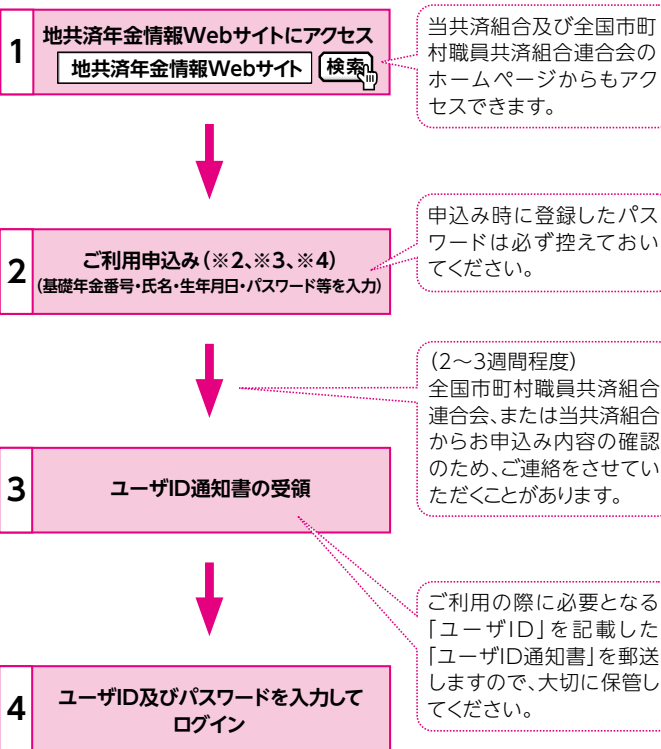 1
地共済年金情報Webサイトにアクセス
地共済年金情報Webサイト 検索
当共済組合及び全国市町
村職員共済組合連合会の
ホームページからもアク
セスできます。
2
ご利用申込み(※2、※3、※4)
(基礎年金番号・氏名・生年月日・パスワード等を入力)
申込み時に登録したパス
ワードは必ず控えておい
てください。
(2～3週間程度)
全国市町村職員共済組合
連合会、または当共済組合
からお申込み内容の確認
のため、ご連絡をさせてい
ただくことがあります。
3
ユーザID通知書の受領
ご利用の際に必要となる
「ユーザID」を記載した
「ユーザID通知書」を郵送
しますので、大切に保管し
てください。
4
ユーザID及びパスワードを入力して
ログイン